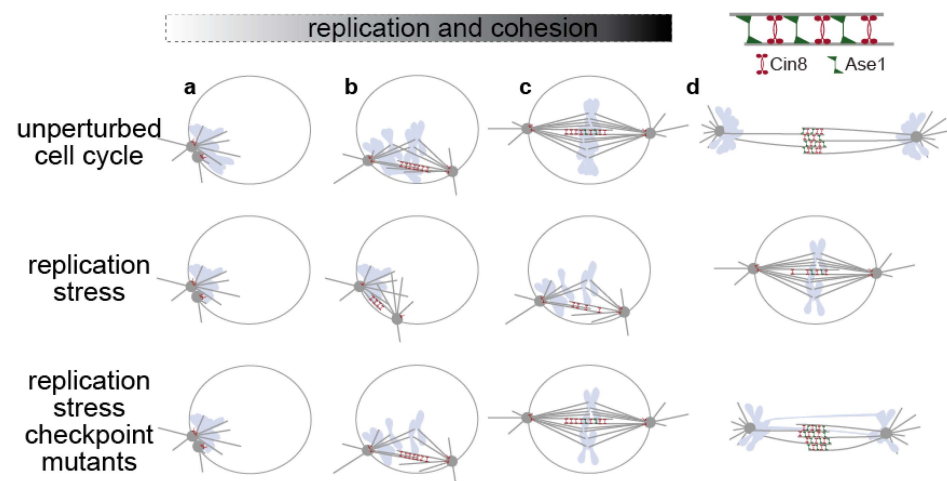 replication and cohesion
Cin8 Ase1
a b c d
unperturbed
cell cycle
replication
stress
replication
stress
checkpoint
mutants